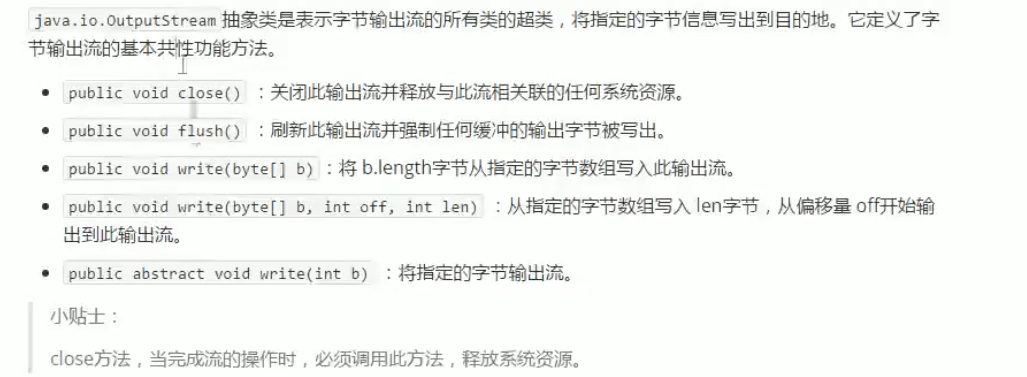 java.io.OutputStream 抽象类是表示字节输出流的所有类的超类，将指定的字节信息写出到目的地。它定义了字
节输出流的基本共性功能方法。
public void close() ：关闭此输出流并释放与此流相关联的任何系统资源。
public void flush() ：刷新此输出流并强制任何缓冲的输出字节被写出。
public void write(byte[] b)：将 b.length字节从指定的字节数组写入此输出流。
public void write(byte[] b, int off, int len) ：从指定的字节数组写入 len字节，从偏移量 off开始输
出到此输出流。
public abstract void write(int b) ：将指定的字节输出流。
小贴士：
close方法，当完成流的操作时，必须调用此方法，释放系统资源。